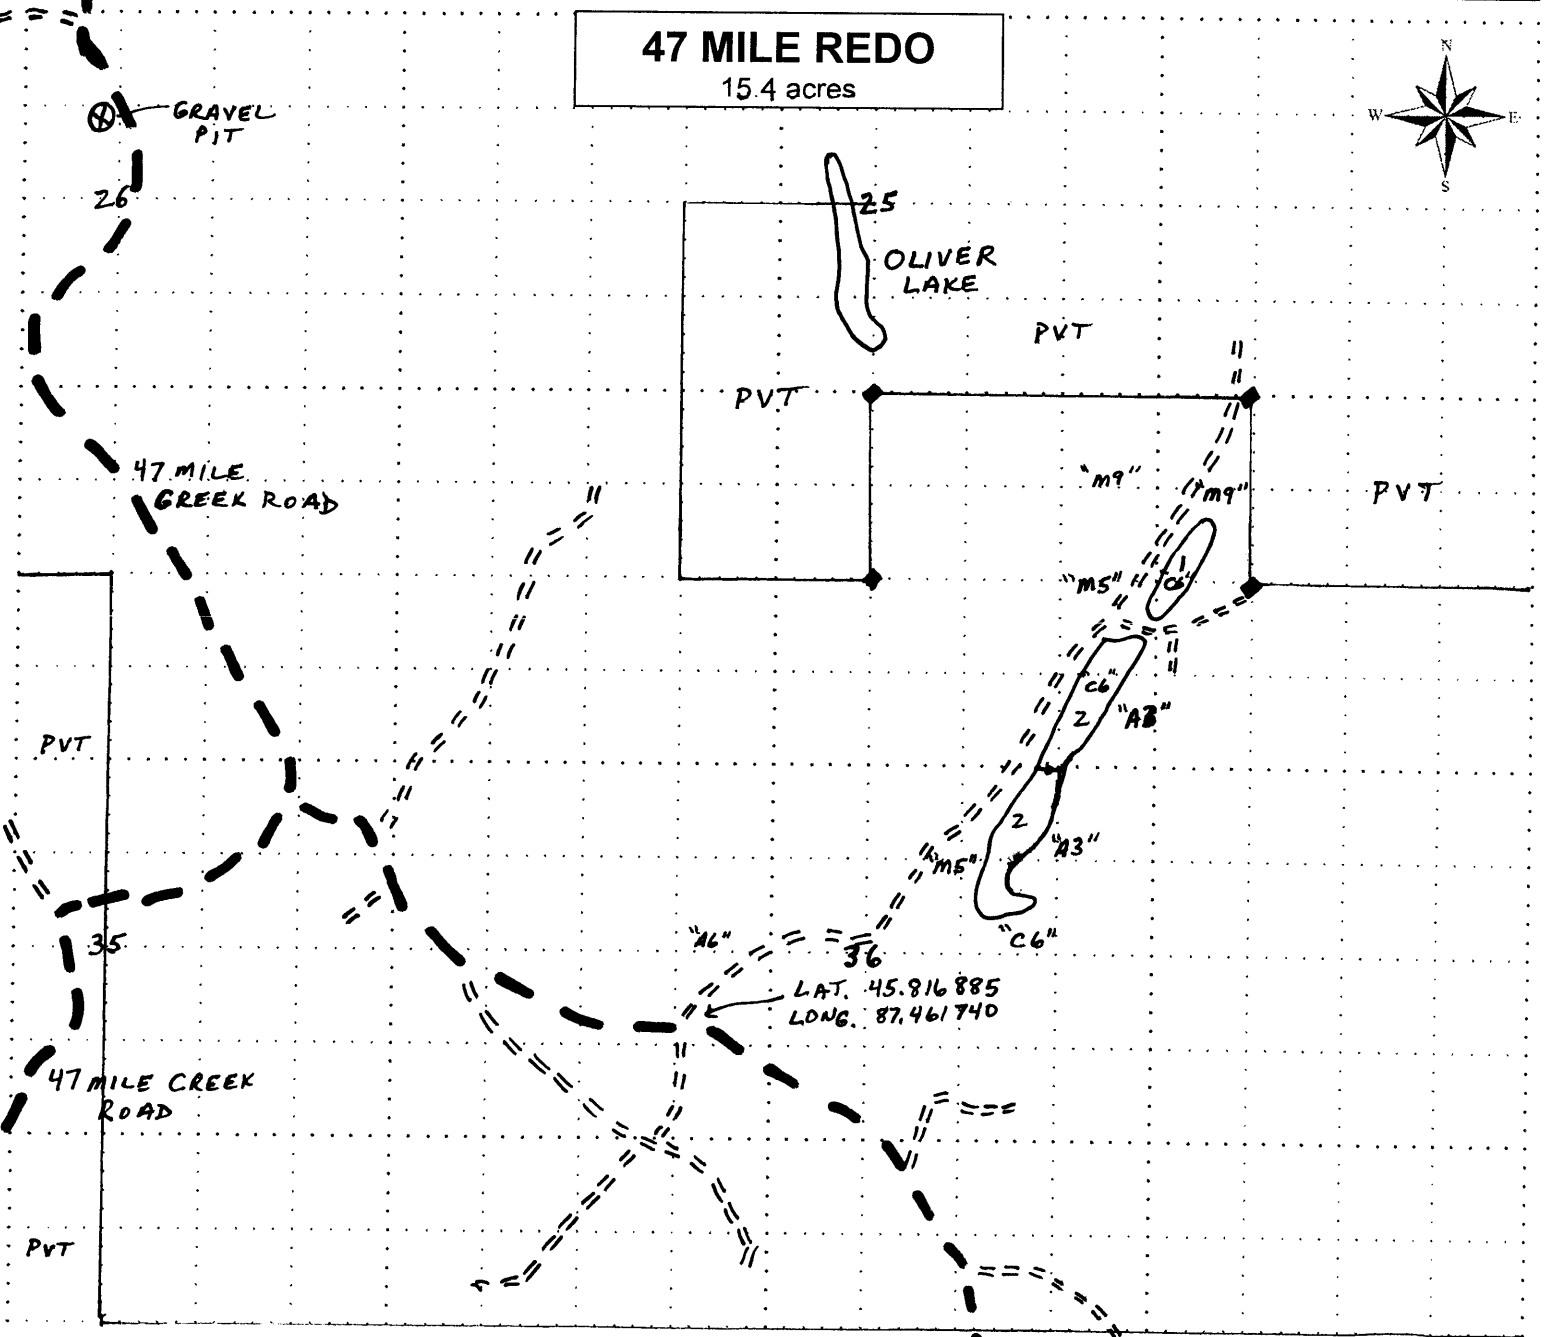 47 MILE REDO
15.4 acres
N
W
E
S
GRAVEL
PIT
26
25
OLIVER
LAKE
PVT
PVT
47 MILE
CREEK ROAD
"M9"
"M9"
PVT
"M5"
1
"C6"
"C6"
2
"A3"
PVT
2
"A3"
"M5"
"C6"
35
"A6"
36
LAT. 45.816885
LONG. 87.461740
47 MILE CREEK
ROAD
PVT